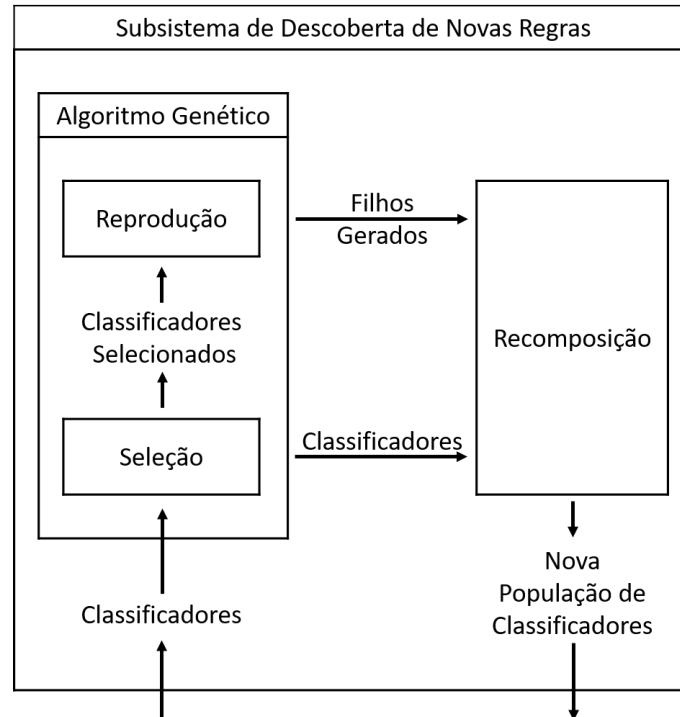 Subsistema de Descoberta de Novas Regras
Algoritmo Genético
Reprodução
Filhos
Gerados
Classificadores
Selecionados
Recomposição
Seleção
Classificadores
Classificadores
Nova
População de
Classificadores